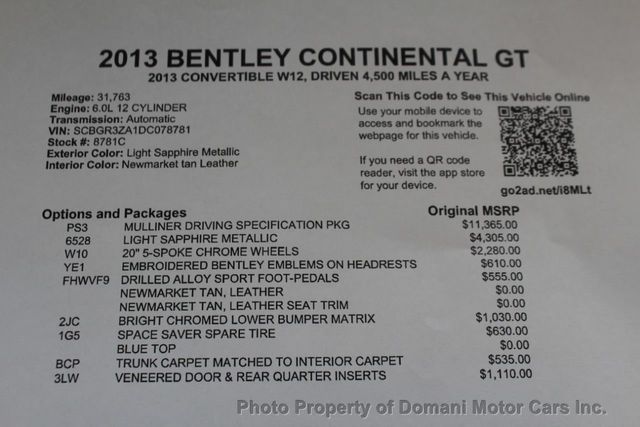 2013 BENTLEY CONTINENTAL GT
2013 CONVERTIBLE W12, DRIVEN 4,500 MILES A YEAR
Mileage: 31,763
Engine: 6.0L 12 CYLINDER
Transmission: Automatic
VIN: SCBGR3ZA1DC078781
Stock #: 8781C
Exterior Color: Light Sapphire Metallic
Interior Color: Newmarket tan Leather
Scan This Code to See This Vehicle Online
Use your mobile device to
access and bookmark the
webpage for this vehicle.
If you need a QR code
reader, visit the app store
for your device.
go2ad.net/i8MLt
Options and Packages Original MSRP
PS3 MULLINER DRIVING SPECIFICATION PKG $11,365.00
6528 LIGHT SAPPHIRE METALLIC $4,305.00
W10 20" 5-SPOKE CHROME WHEELS $2,280.00
YE1 EMBROIDERED BENTLEY EMBLEMS ON HEADRESTS $610.00
FHWVF9 DRILLED ALLOY SPORT FOOT-PEDALS $555.00
NEWMARKET TAN, LEATHER $0.00
NEWMARKET TAN, LEATHER SEAT TRIM $0.00
2JC BRIGHT CHROMED LOWER BUMPER MATRIX $1,030.00
1G5 SPACE SAVER SPARE TIRE $630.00
BLUE TOP $0.00
BCP TRUNK CARPET MATCHED TO INTERIOR CARPET $535.00
3LW VENEERED DOOR & REAR QUARTER INSERTS $1,110.00
Photo Property of Domani Motor Cars Inc.